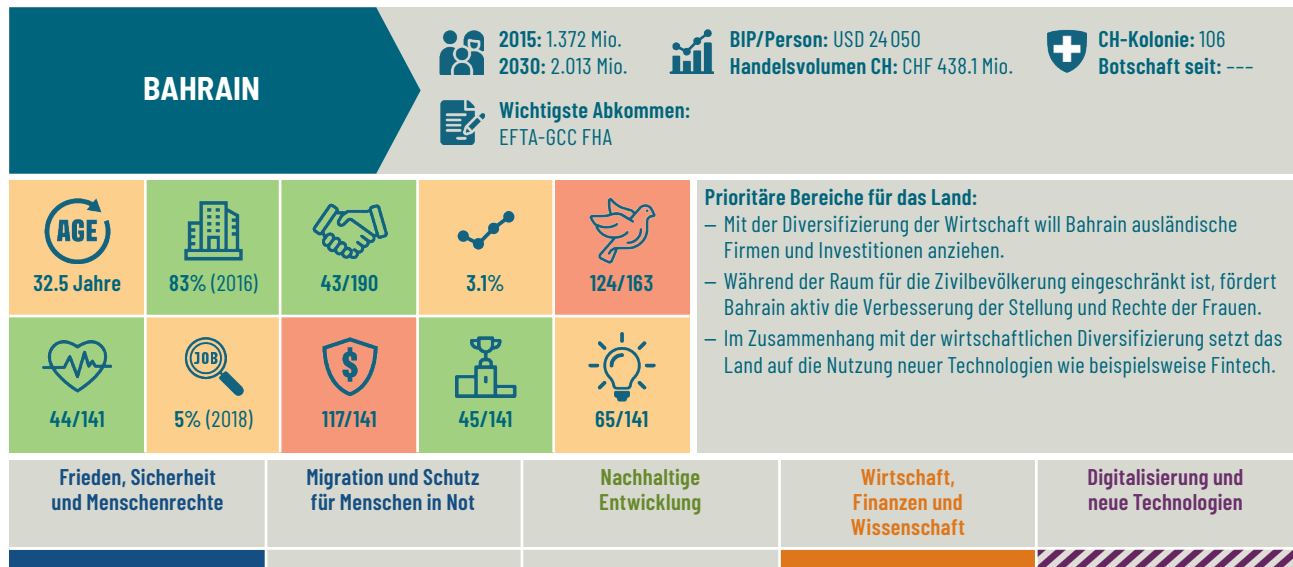 BAHRAIN
2015: 1.372 Mio.
2030: 2.013 Mio.
BIP/Person: USD 24 050
Handelsvolumen CH: CHF 438.1 Mio.
CH-Kolonie: 106
Botschaft seit: –––
Wichtigste Abkommen:
EFTA-GCC FHA
AGE
32.5 Jahre
83% (2016)
43/190
3.1%
124/163
44/141
JOB
5% (2018)
$
117/141
45/141
65/141
Prioritäre Bereiche für das Land:
– Mit der Diversifizierung der Wirtschaft will Bahrain ausländische
Firmen und Investitionen anziehen.
– Während der Raum für die Zivilbevölkerung eingeschränkt ist, fördert
Bahrain aktiv die Verbesserung der Stellung und Rechte der Frauen.
– Im Zusammenhang mit der wirtschaftlichen Diversifizierung setzt das
Land auf die Nutzung neuer Technologien wie beispielsweise Fintech.
Frieden, Sicherheit
und Menschenrechte
Migration und Schutz
für Menschen in Not
Nachhaltige
Entwicklung
Wirtschaft,
Finanzen und
Wissenschaft
Digitalisierung und
neue Technologien